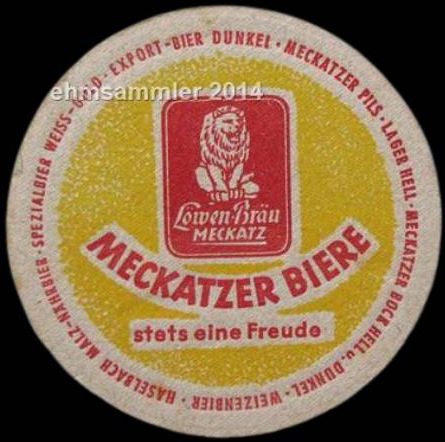 EXPORT-BIER DUNKEL · MECKATZER PILS · LAGER HELL · MECKATZER BOCK HELL u. DUNKEL · WEIZENBIER · HASELBACH MALZ-NÄHRBIER · SPEZIALBIER WEISS-GOLD ·
ehmsammler 2014
Löwen-Bräu
MECKATZ
MECKATZER BIERE
stets eine Freude